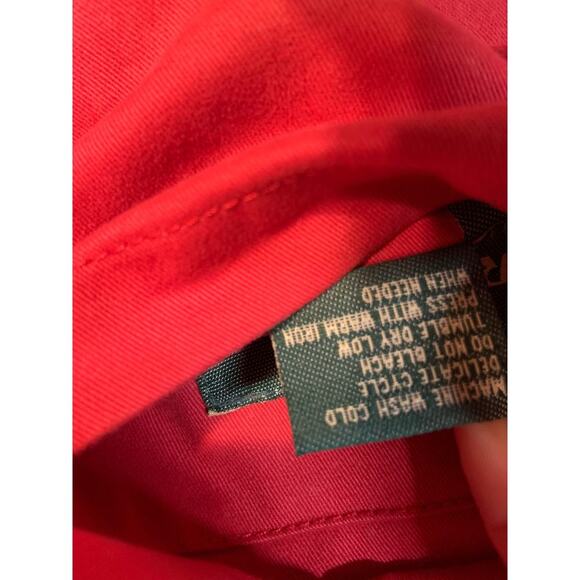 MACHINE WASH COLD
DELICATE CYCLE
DO NOT BLEACH
TUMBLE DRY LOW
PRESS WITH WARM IRON
WHEN NEEDED
R